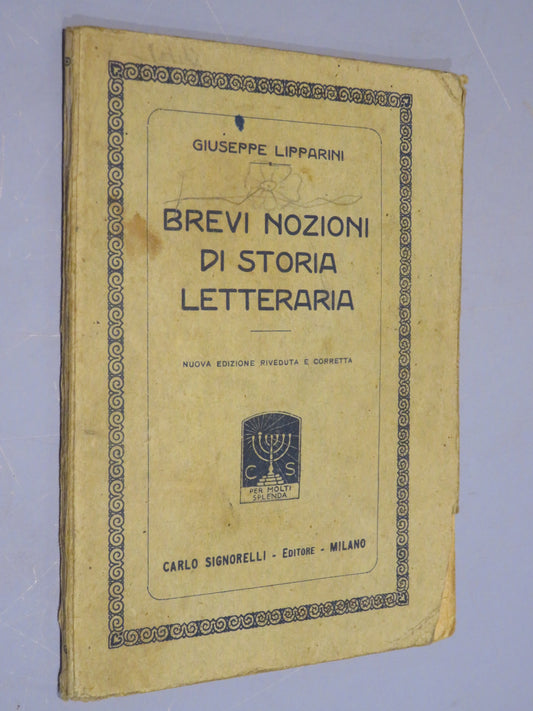 GIUSEPPE LIPPARINI
BREVI NOZIONI
DI STORIA
LETTERARIA
NUOVA EDIZIONE RIVEDUTA E CORRETTA
C S
PER MOLTI
SPLENDA
CARLO SIGNORELLI - EDITORE - MILANO